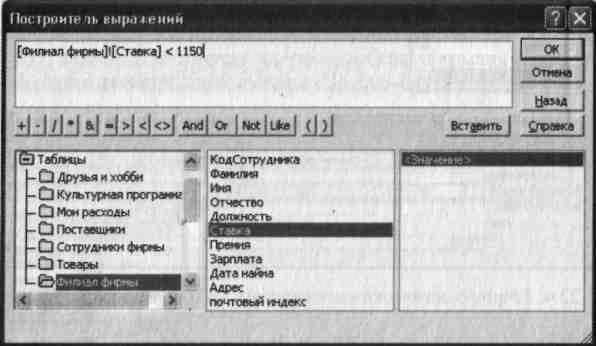 Построитель выражений
[Филиал фирмы]![Ставка] < 1150
ОК
Отмена
Назад
+ - / * & = > < <> And Or Not Like ( )
Вставить
Справка
Таблицы
Друзья и хобби
Культурная программа
Мои расходы
Поставщики
Сотрудники фирмы
Товары
Филиал фирмы
КодСотрудника
Фамилия
Имя
Отчество
Должность
Ставка
Премия
Зарплата
Дата найма
Адрес
почтовый индекс
<Значение>